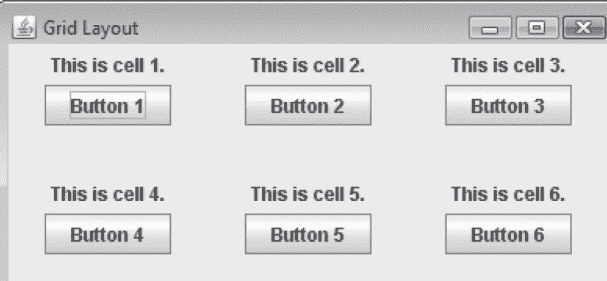 Grid Layout
This is cell 1. This is cell 2. This is cell 3.
Button 1 Button 2 Button 3
This is cell 4. This is cell 5. This is cell 6.
Button 4 Button 5 Button 6